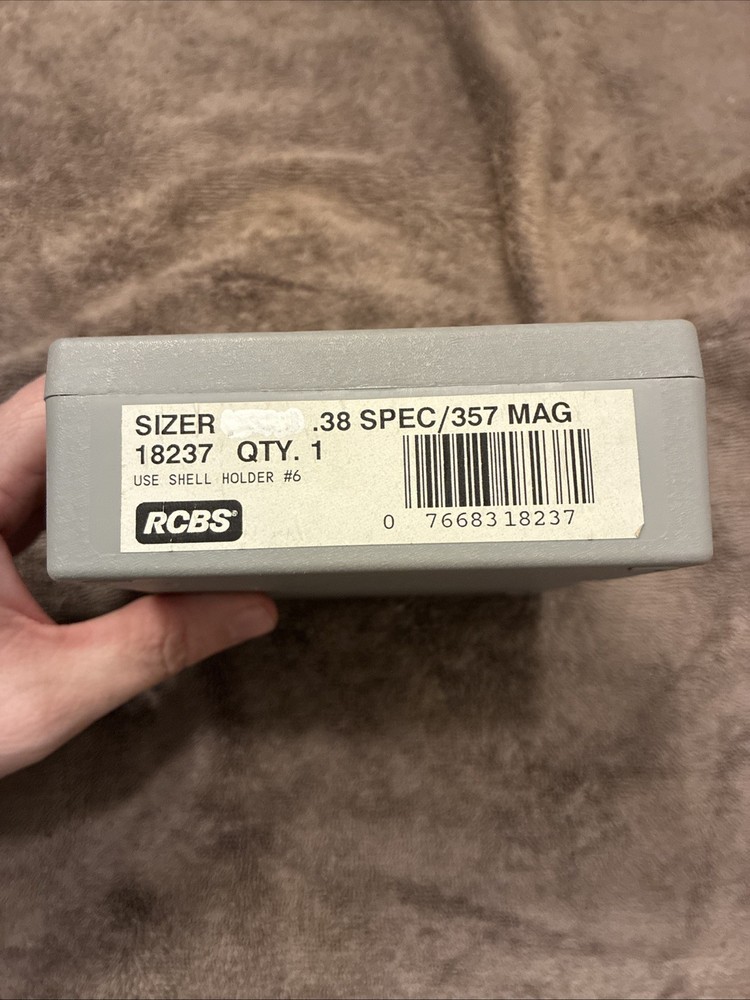 SIZER .38 SPEC/357 MAG
18237 QTY. 1
USE SHELL HOLDER #6
RCBS®
0 76683 18237